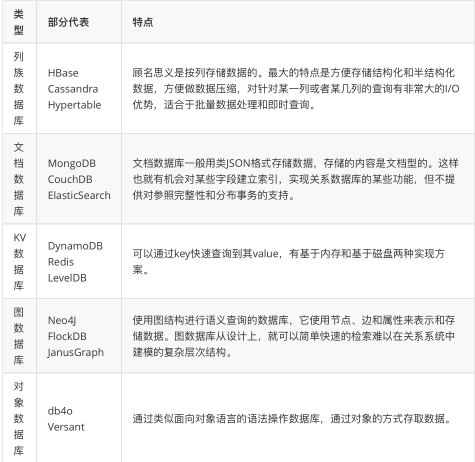 类型 部分代表 特点
列族数据库
HBase
Cassandra
Hypertable
顾名思义是按列存储数据的。最大的特点是方便存储结构化和半结构化
数据，方便做数据压缩，对针对某一列或者某几列的查询有非常大的I/O
优势，适合于批量数据处理和即时查询。
文档数据库
MongoDB
CouchDB
ElasticSearch
文档数据库一般用类JSON格式存储数据，存储的内容是文档型的。这样
也就有机会对某些字段建立索引，实现关系数据库的某些功能，但不提
供对参照完整性和分布事务的支持。
KV数据库
DynamoDB
Redis
LevelDB
可以通过key快速查询到其value，有基于内存和基于磁盘两种实现方
案。
图数据库
Neo4J
FlockDB
JanusGraph
使用图结构进行语义查询的数据库，它使用节点、边和属性来表示和存
储数据。图数据库从设计上，就可以简单快速的检索难以在关系系统中
建模的复杂层次结构。
对象数据库
db4o
Versant
通过类似面向对象语言的语法操作数据库，通过对象的方式存取数据。